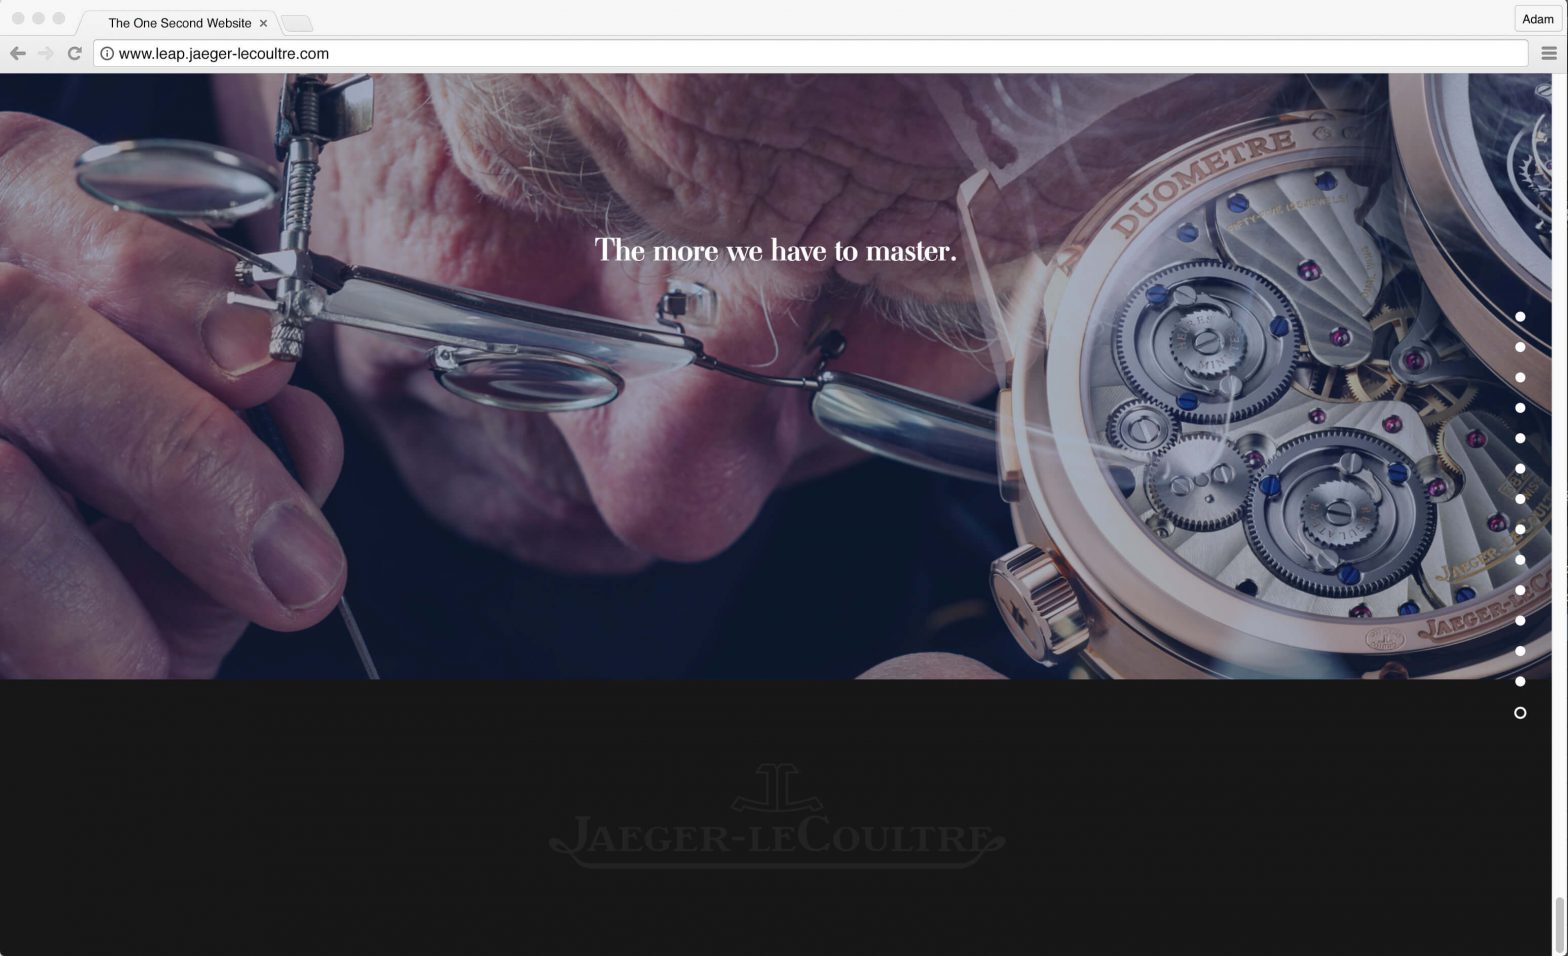 The One Second Website
Adam
www.leap.jaeger-lecoultre.com
DUOMETRE
The more we have to master.
JAEGER-LECO
JAEGER-LECOULTRE